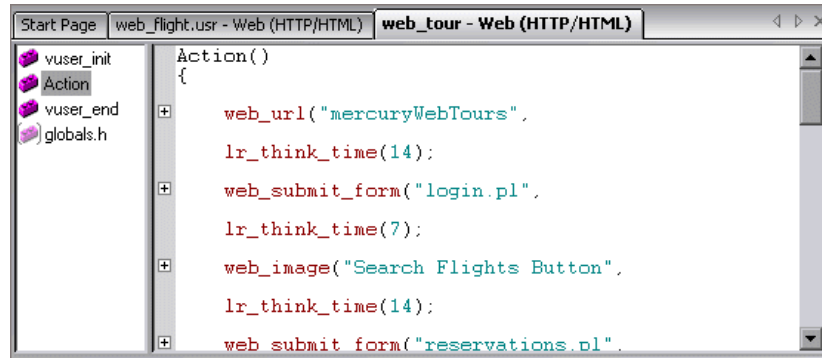 Start Page web_flight.usr - Web (HTTP/HTML) web_tour - Web (HTTP/HTML)
vuser_init
Action
vuser_end
globals.h
Action()
{
web_url("mercuryWebTours",
lr_think_time(14);
web_submit_form("login.pl",
lr_think_time(7);
web_image("Search Flights Button",
lr_think_time(14);
web_submit_form("reservations.pl",